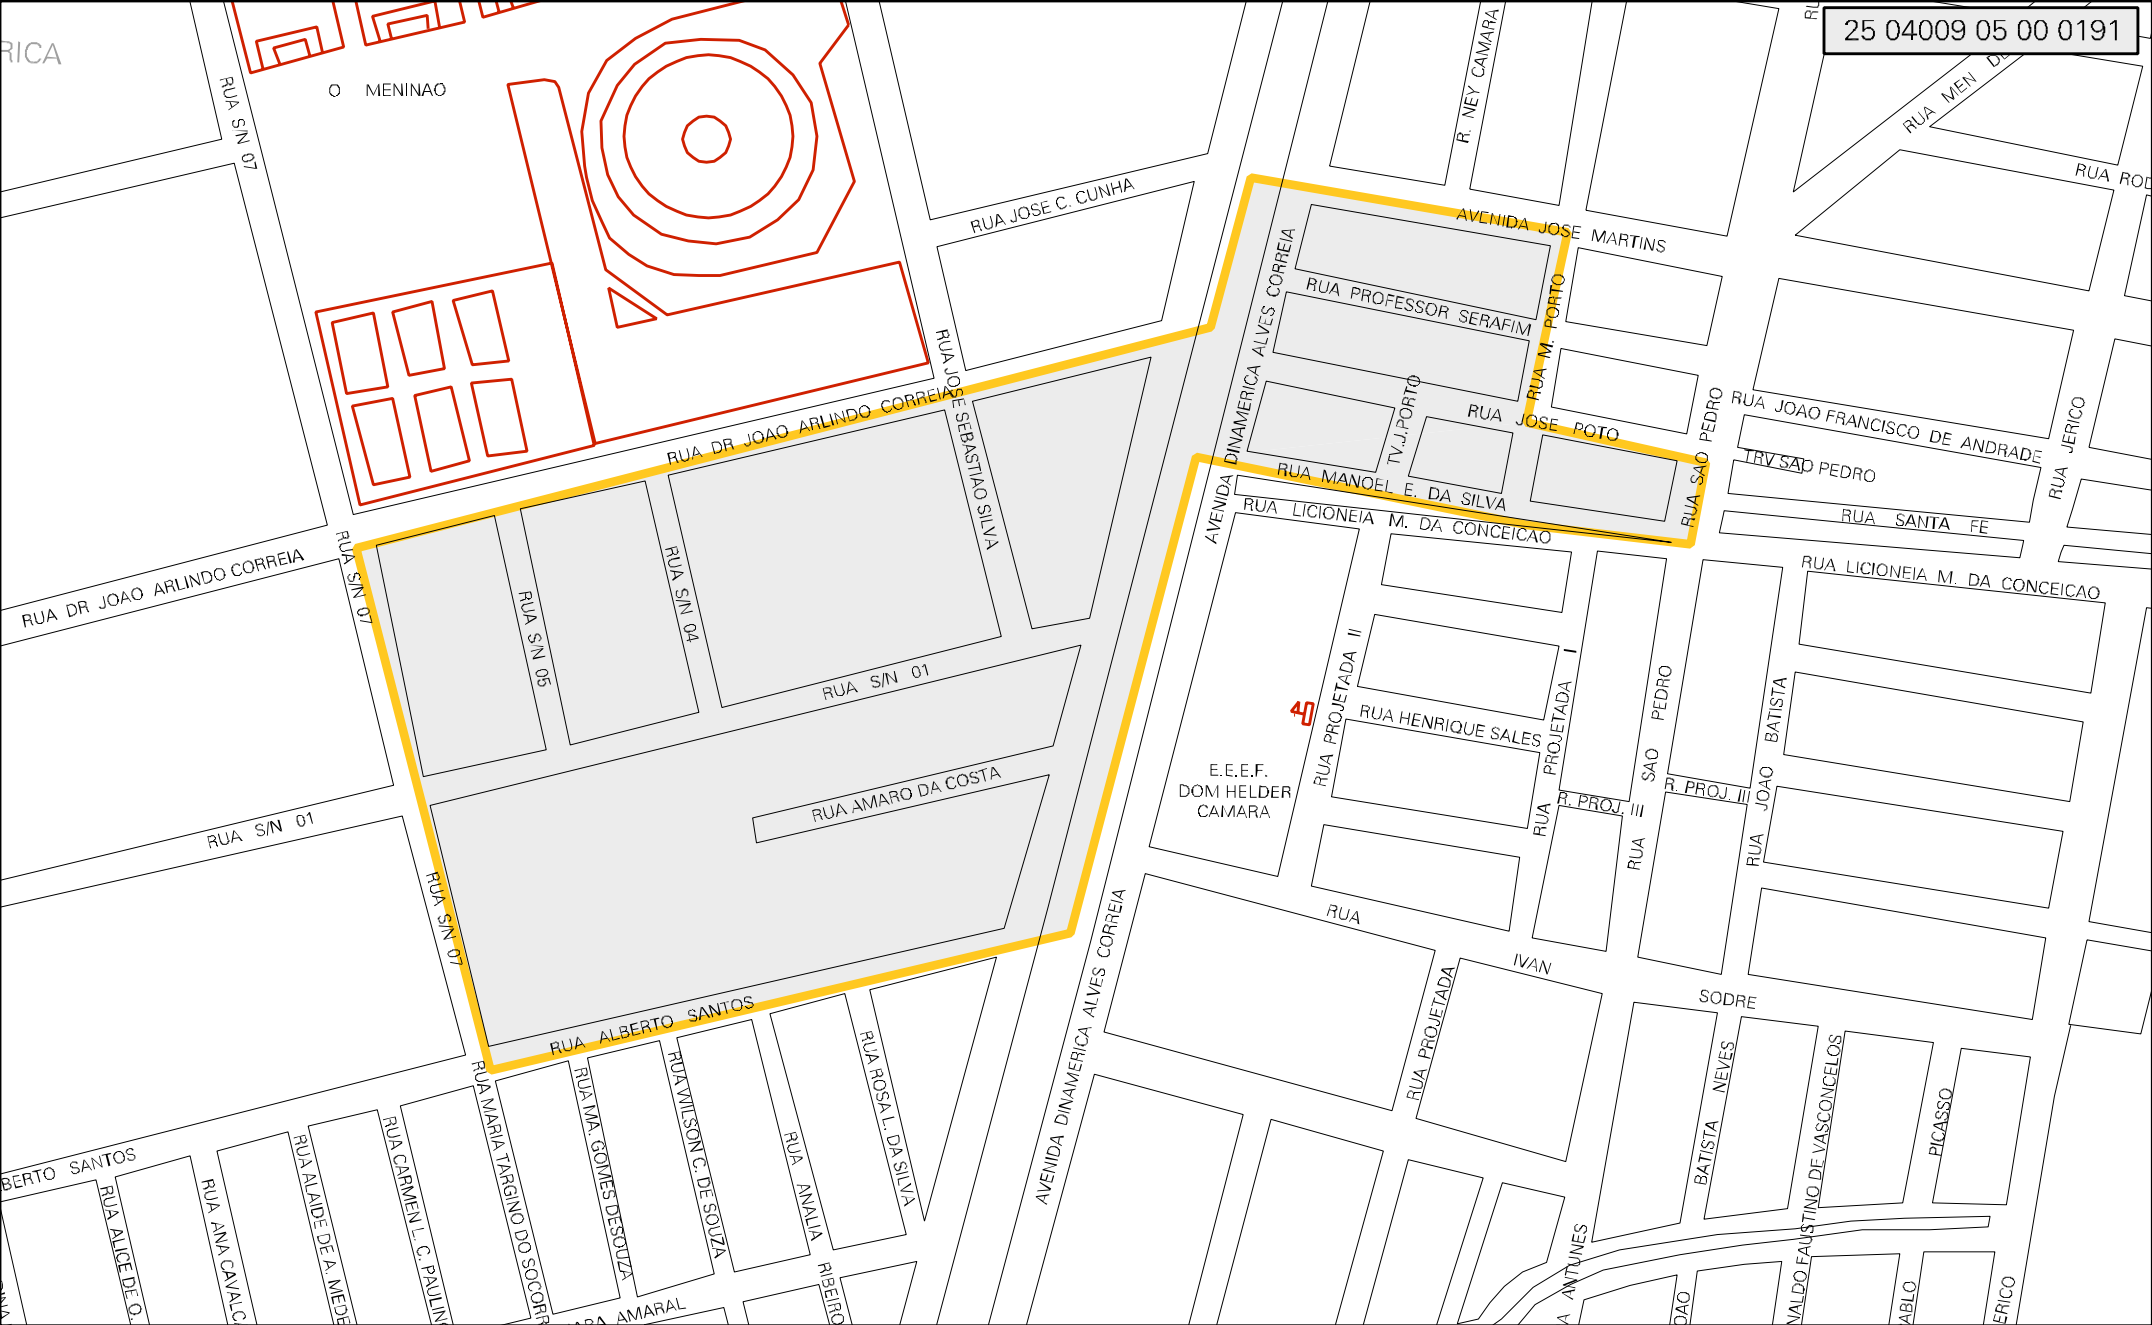 25 04009 05 00 0191
RICA
O MENINAO
RUA S/N 07
R. NEY CAMARA
RUA MEN DE
RUA ROD
RUA JOSE C. CUNHA
AVENIDA JOSE MARTINS
AVENIDA DINAMERICA ALVES CORREIA
RUA PROFESSOR SERAFIM
RUA M. PORTO
TV.J.PORTO
RUA JOSE POTO
RUA SAO PEDRO
RUA JOAO FRANCISCO DE ANDRADE
RUA JERICO
TRV SAO PEDRO
RUA SANTA FE
RUA DR JOAO ARLINDO CORREIA
RUA JOSE SEBASTIAO SILVA
RUA MANOEL E. DA SILVA
RUA LICIONEIA M. DA CONCEICAO
RUA LICIONEIA M. DA CONCEICAO
RUA DR JOAO ARLINDO CORREIA
RUA S/N 07
RUA S/N 05
RUA S/N 04
RUA S/N 01
RUA AMARO DA COSTA
RUA S/N 01
RUA S/N 07
E.E.E.F.
DOM HELDER
CAMARA
RUA PROJETADA II
RUA HENRIQUE SALES
RUA PROJETADA I
RUA SAO PEDRO
R. PROJ. III
R. PROJ. III
RUA JOAO BATISTA
RUA IVAN SODRE
RUA ALBERTO SANTOS
BERTO SANTOS
AVENIDA DINAMERICA ALVES CORREIA
RUA PROJETADA
BATISTA NEVES
NALDO FAUSTINO DE VASCONCELOS
PICASSO
RUA ALICE DE O.
RUA ANA CAVALC
RUA ALAIDE DE A. MEDE
RUA CARMEN L. C. PAULIN
RUA MARIA TARGINO DO SOCORR
RUA MA. GOMES DESOUZA
RUA WILSON C. DE SOUZA
RUA ANALIA RIBEIRO
RUA ROSA L. DA SILVA
ARA AMARAL
A ANTUNES
OAO
ABLO
ERICO